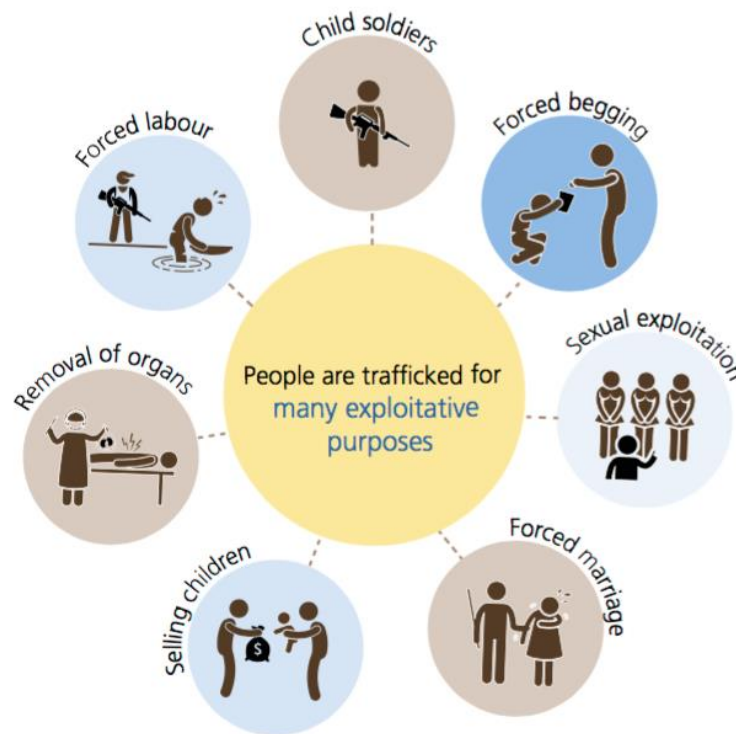 Child soldiers
Forced begging
Sexual exploitation
Forced marriage
Selling children
Removal of organs
Forced labour
People are trafficked for
many exploitative
purposes
$